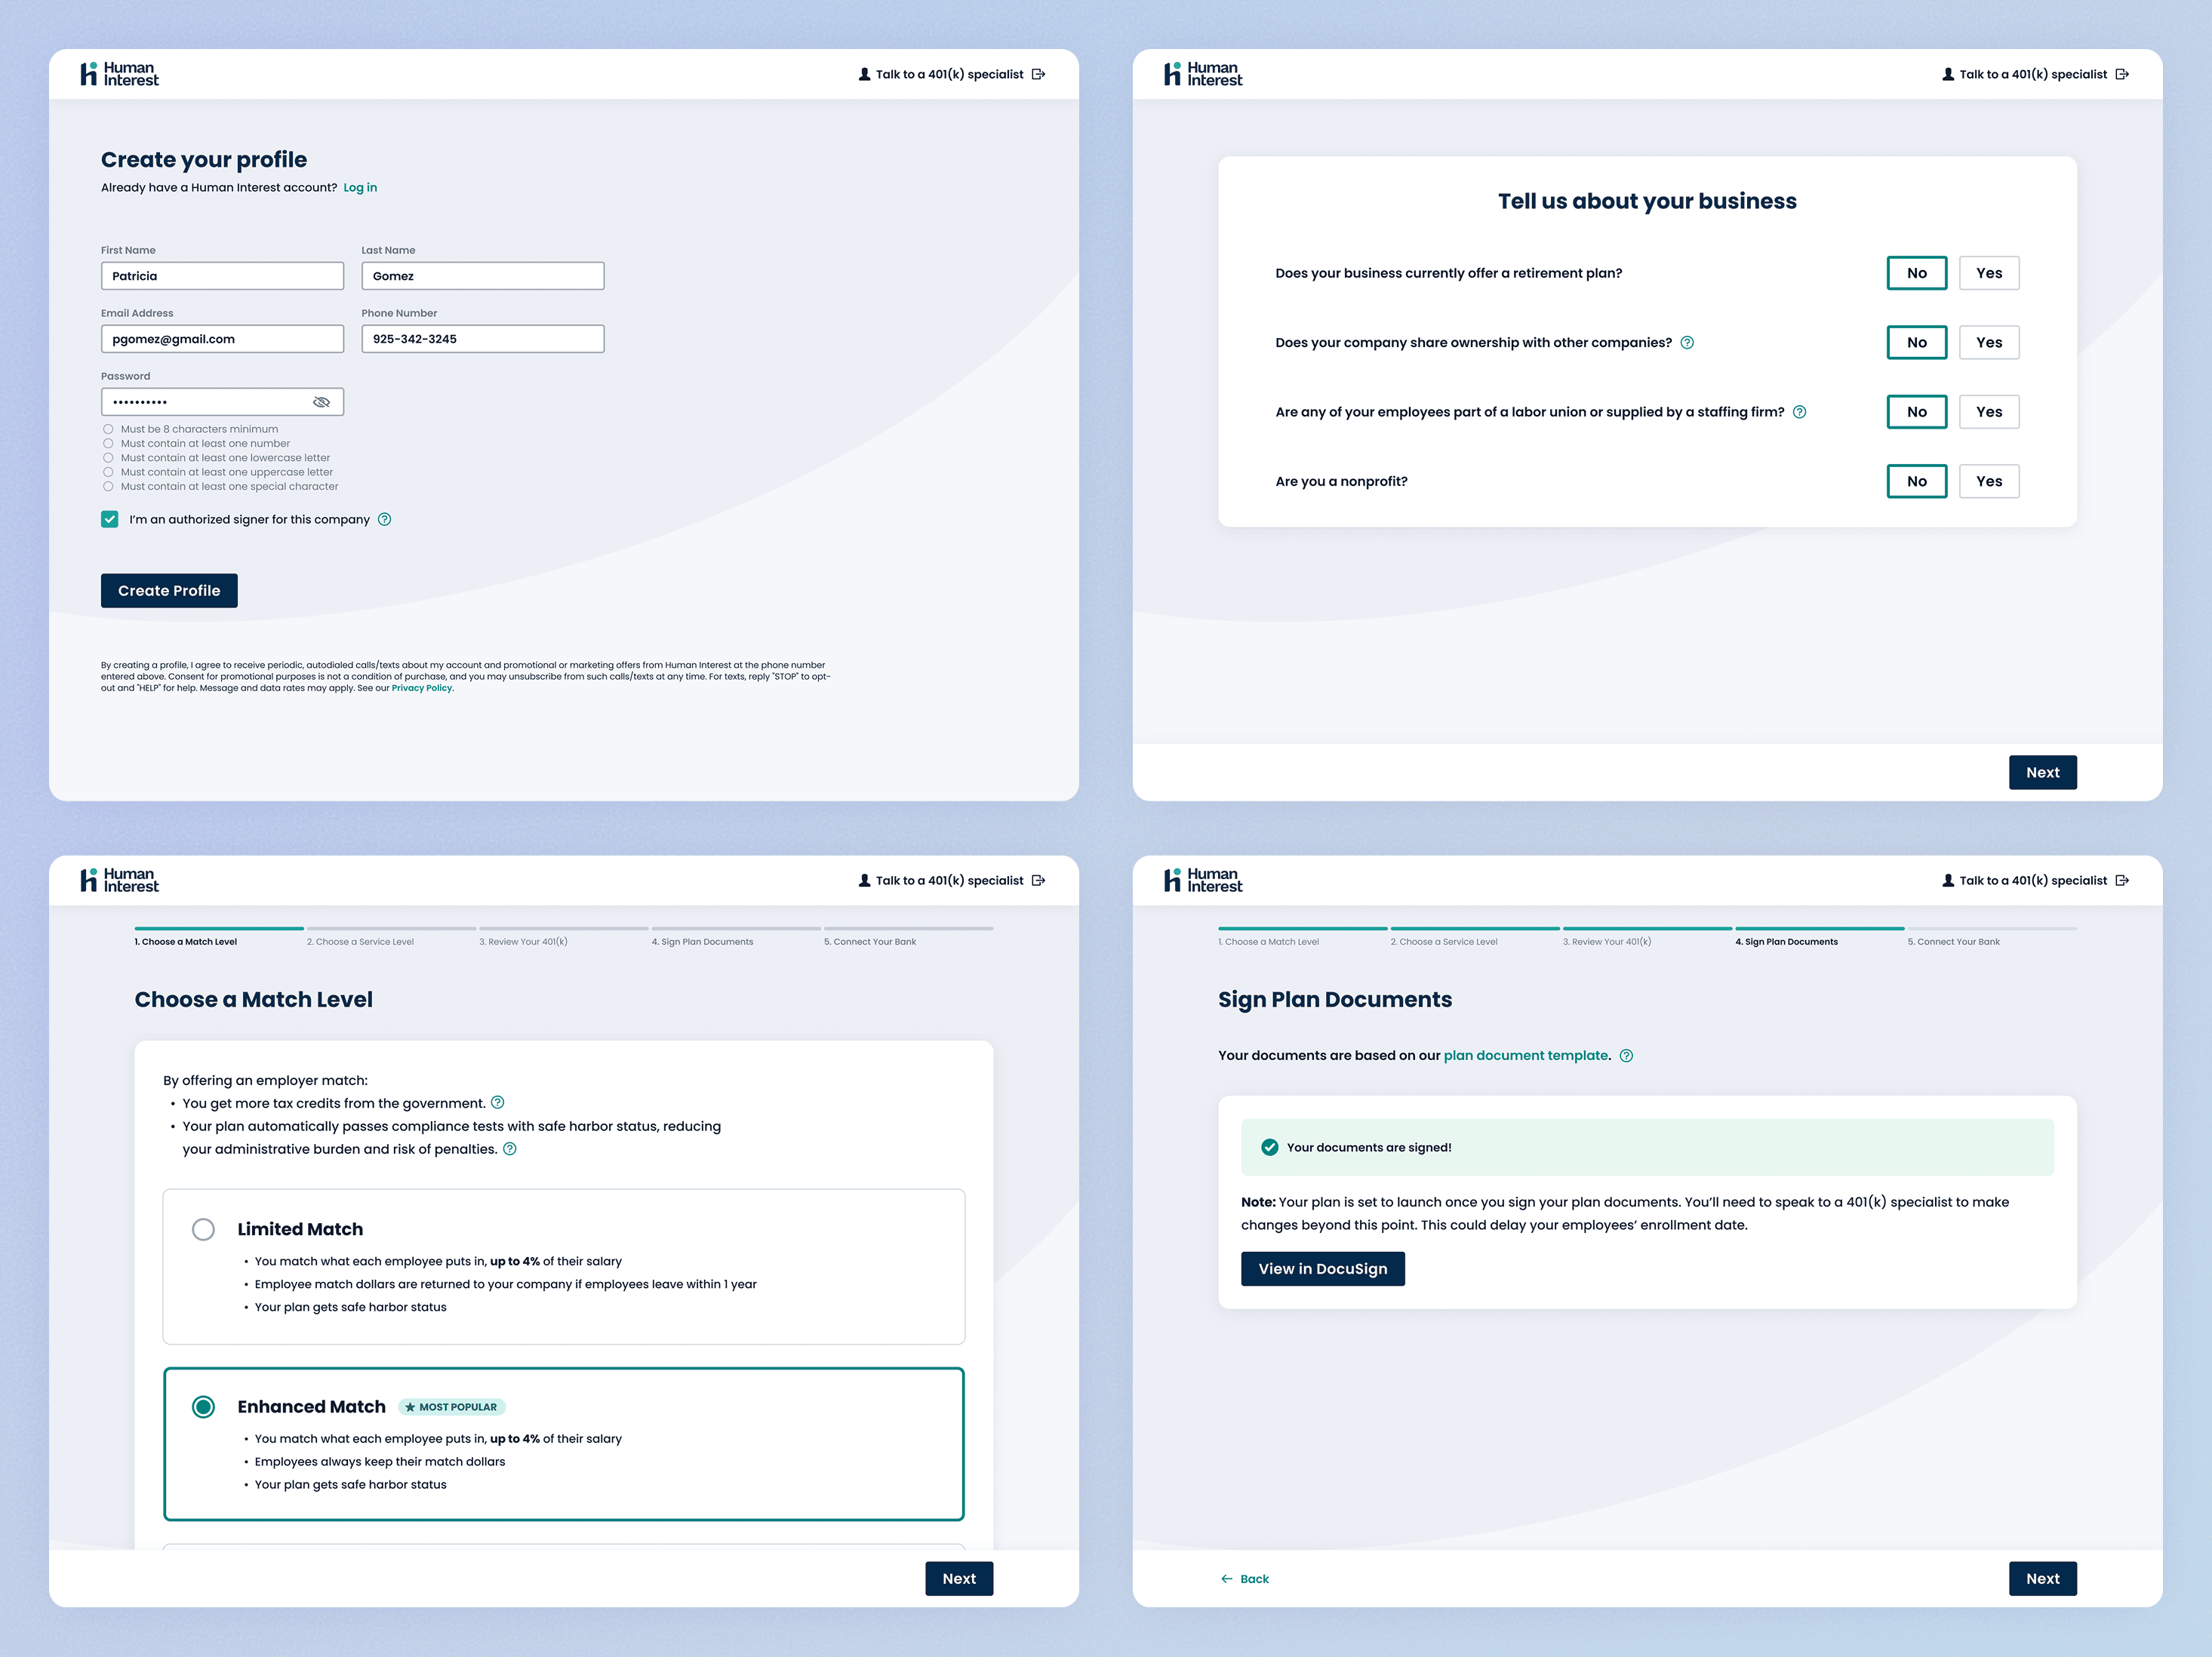 Human
Interest
Talk to a 401(k) specialist
Create your profile
Already have a Human Interest account? Log in
First Name
Last Name
Patricia
Gomez
Email Address
Phone Number
pgomez@gmail.com
925-342-3245
Password
••••••••••
Must be 8 characters minimum
Must contain at least one number
Must contain at least one lowercase letter
Must contain at least one uppercase letter
Must contain at least one special character
I'm an authorized signer for this company
Create Profile
By creating a profile, I agree to receive periodic, autodialed calls/texts about my account and promotional or marketing offers from Human Interest at the phone number
entered above. Consent for promotional purposes is not a condition of purchase, and you may unsubscribe from such calls/texts at any time. For texts, reply "STOP" to opt-
out and "HELP" for help. Message and data rates may apply. See our Privacy Policy.
Human
Interest
Talk to a 401(k) specialist
Tell us about your business
Does your business currently offer a retirement plan?
No
Yes
Does your company share ownership with other companies?
No
Yes
Are any of your employees part of a labor union or supplied by a staffing firm?
No
Yes
Are you a nonprofit?
No
Yes
Next
Human
Interest
Talk to a 401(k) specialist
1. Choose a Match Level
2. Choose a Service Level
3. Review Your 401(k)
4. Sign Plan Documents
5. Connect Your Bank
Choose a Match Level
By offering an employer match:
• You get more tax credits from the government.
• Your plan automatically passes compliance tests with safe harbor status, reducing
your administrative burden and risk of penalties.
Limited Match
• You match what each employee puts in, up to 4% of their salary
• Employee match dollars are returned to your company if employees leave within 1 year
• Your plan gets safe harbor status
Enhanced Match
MOST POPULAR
• You match what each employee puts in, up to 4% of their salary
• Employees always keep their match dollars
• Your plan gets safe harbor status
Next
Human
Interest
Talk to a 401(k) specialist
1. Choose a Match Level
2. Choose a Service Level
3. Review Your 401(k)
4. Sign Plan Documents
5. Connect Your Bank
Sign Plan Documents
Your documents are based on our plan document template.
Your documents are signed!
Note: Your plan is set to launch once you sign your plan documents. You'll need to speak to a 401(k) specialist to make
changes beyond this point. This could delay your employees' enrollment date.
View in DocuSign
← Back
Next